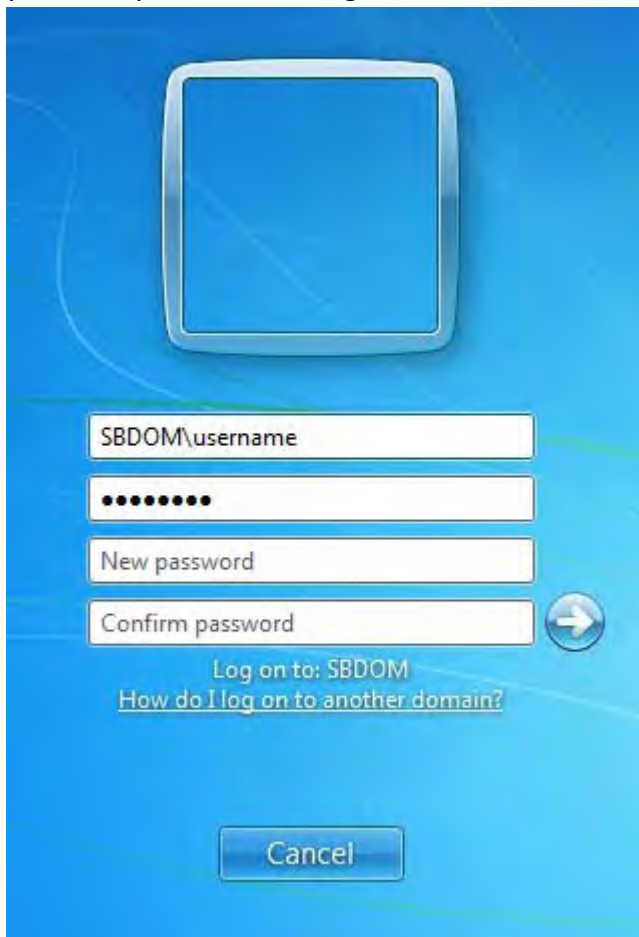 SBDOM\username
••••••••
New password
Confirm password
Log on to: SBDOM
How do I log on to another domain?
Cancel